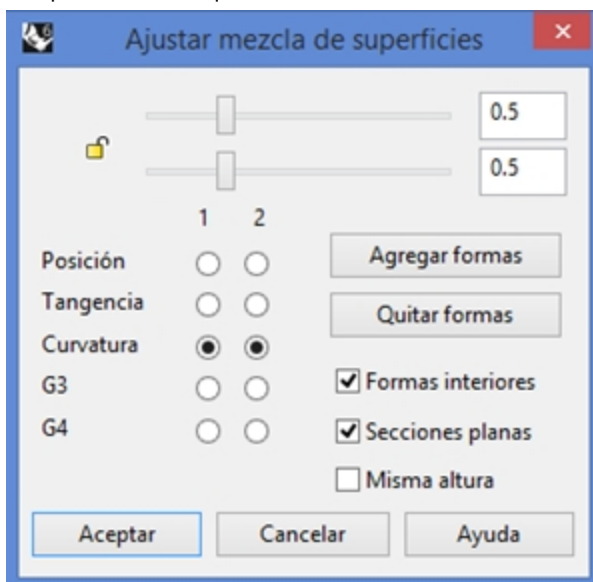 Ajustar mezcla de superficies
0.5
0.5
1 2
Posición
Tangencia
Curvatura
G3
G4
Agregar formas
Quitar formas
Formas interiores
Secciones planas
Misma altura
Aceptar Cancelar Ayuda